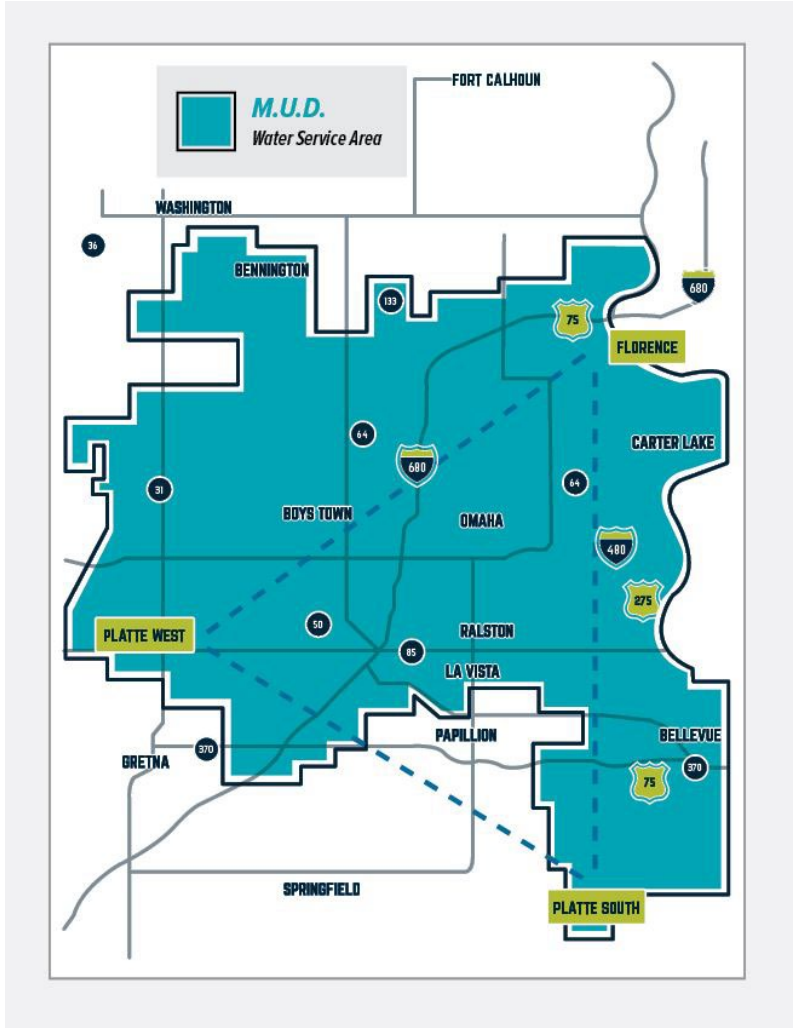 FORT CALHOUN
M.U.D.
Water Service Area
WASHINGTON
36
BENNINGTON
133
680
75
FLORENCE
64
CARTER LAKE
680
64
31
BOYS TOWN
OMAHA
480
275
50
RALSTON
PLATTE WEST
85
LA VISTA
PAPILLION
BELLEVUE
370
GRETNA
370
75
SPRINGFIELD
PLATTE SOUTH